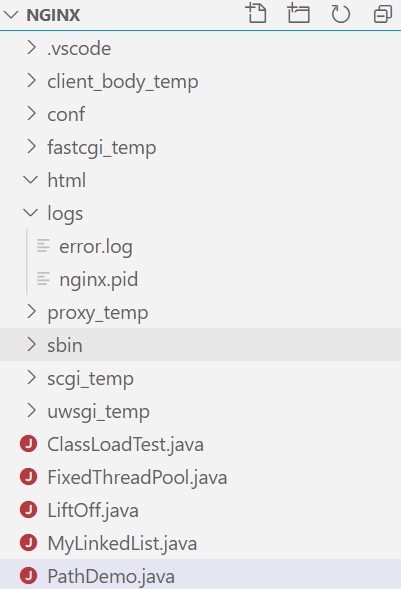 NGINX
.vscode
client_body_temp
conf
fastcgi_temp
html
logs
error.log
nginx.pid
proxy_temp
sbin
scgi_temp
uwsgi_temp
J ClassLoadTest.java
J FixedThreadPool.java
J LiftOff.java
J MyLinkedList.java
J PathDemo.java